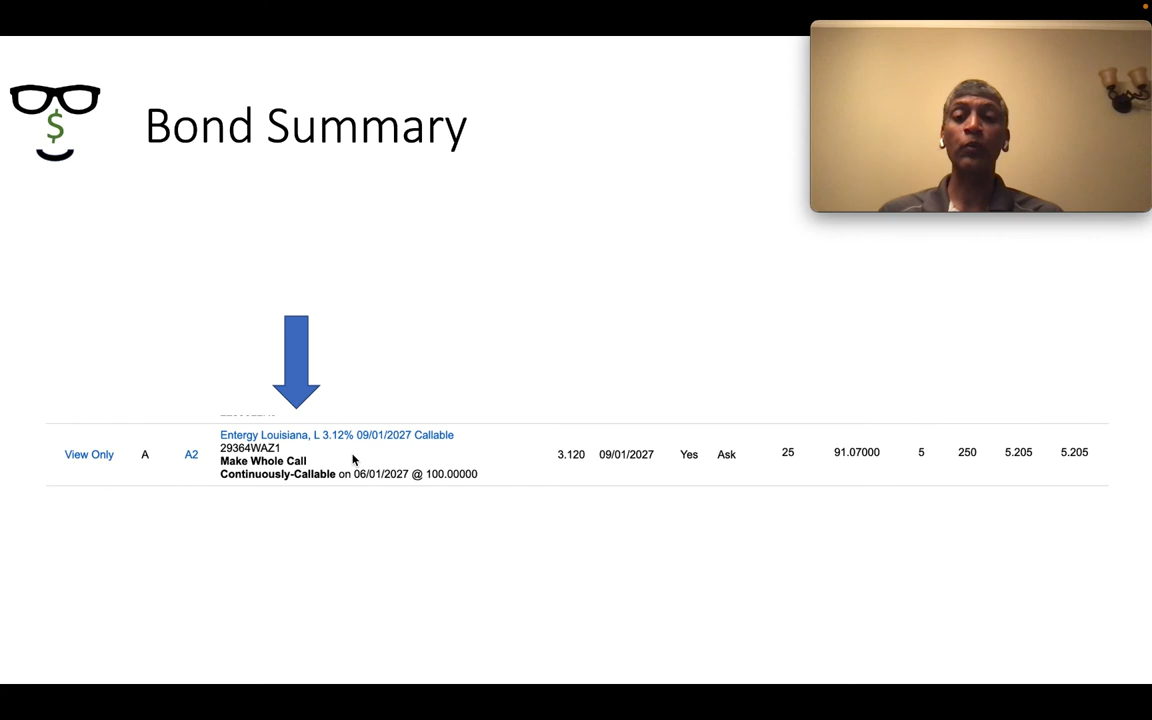 $
Bond Summary
Entergy Louisiana, L 3.12% 09/01/2027 Callable
29364WAZ1
View Only A A2 3.120 09/01/2027 Yes Ask 25 91.07000 5 250 5.205 5.205
Make Whole Call
Continuously-Callable on 06/01/2027 @ 100.00000